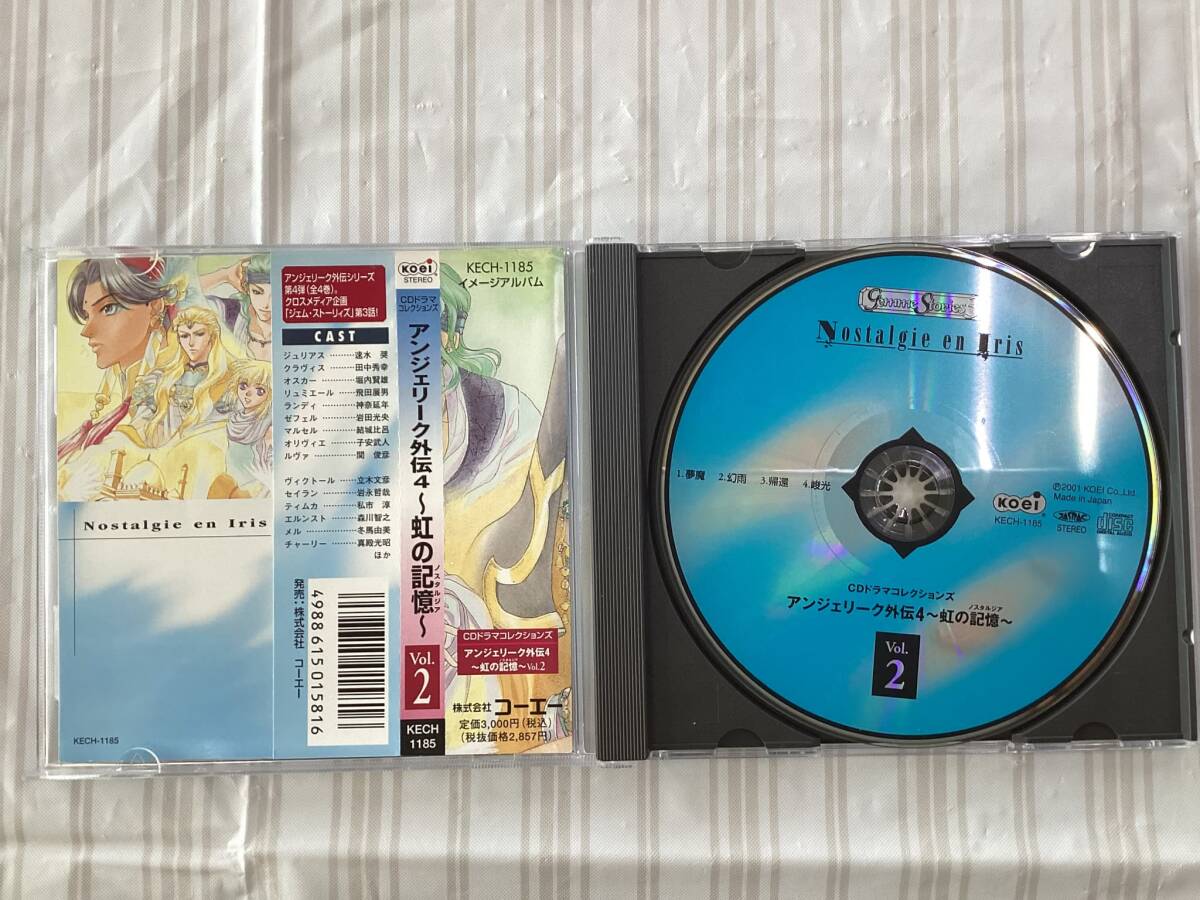 Nostalgie en Iris
KECH-1185
アンジェリーク外伝シリーズ
第4弾(全4巻)。
クロスメディア企画
「ジェム・ストーリィズ」第3話!
CAST
ジュリアス………速水 奨
クラヴィス………田中秀幸
オスカー…………堀内賢雄
リュミエール……飛田展男
ランディ…………神奈延年
ゼフェル…………岩田光央
マルセル…………結城比呂
オリヴィエ………子安武人
ルヴァ……………関 俊彦
ヴィクトール……立木文彦
セイラン…………岩永哲哉
ティムカ…………私市 淳
エルンスト………森川智之
メル………………冬馬由美
チャーリー………真殿光昭
ほか
発売:株式会社 コーエー
4988615015816
KOEI
STEREO
CDドラマ
コレクションズ
アンジェリーク外伝4～虹の記憶～
ノスタルジア
Vol.
2
KECH
1185
KECH-1185
イメージアルバム
CDドラマコレクションズ
アンジェリーク外伝4
～虹の記憶～Vol.2
株式会社コーエー
定価3,000円(税込)
(税抜価格2,857円)
Gemme Stories
Nostalgie en Iris
1.夢魔 2.幻雨 3.帰還 4.峻光
KOEI
KECH-1185
℗2001 KOEI Co.,Ltd.
Made in Japan
JASRAC
STEREO
COMPACT
disc
DIGITAL AUDIO
CDドラマコレクションズ
ノスタルジア
アンジェリーク外伝4～虹の記憶～
Vol.
2